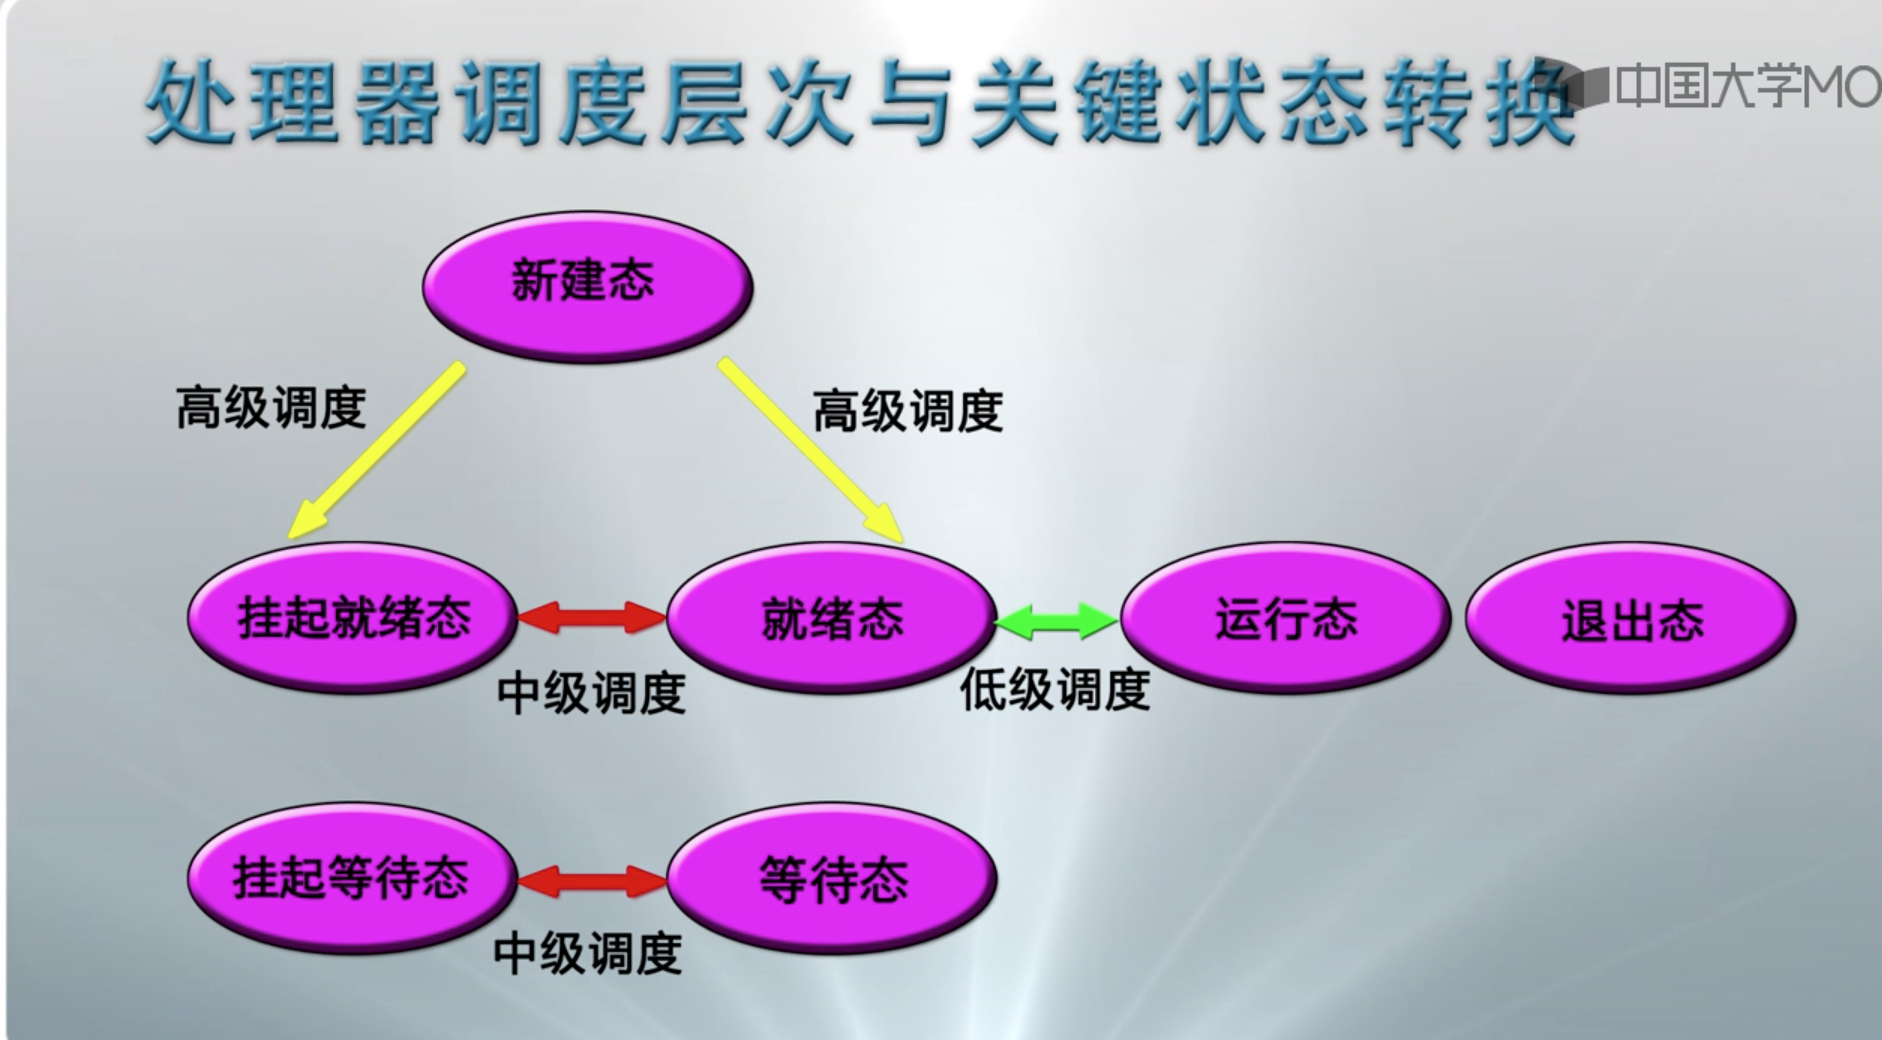 处理器调度层次与关键状态转换
中国大学MO
新建态
高级调度
高级调度
挂起就绪态
就绪态
运行态
退出态
中级调度
低级调度
挂起等待态
等待态
中级调度